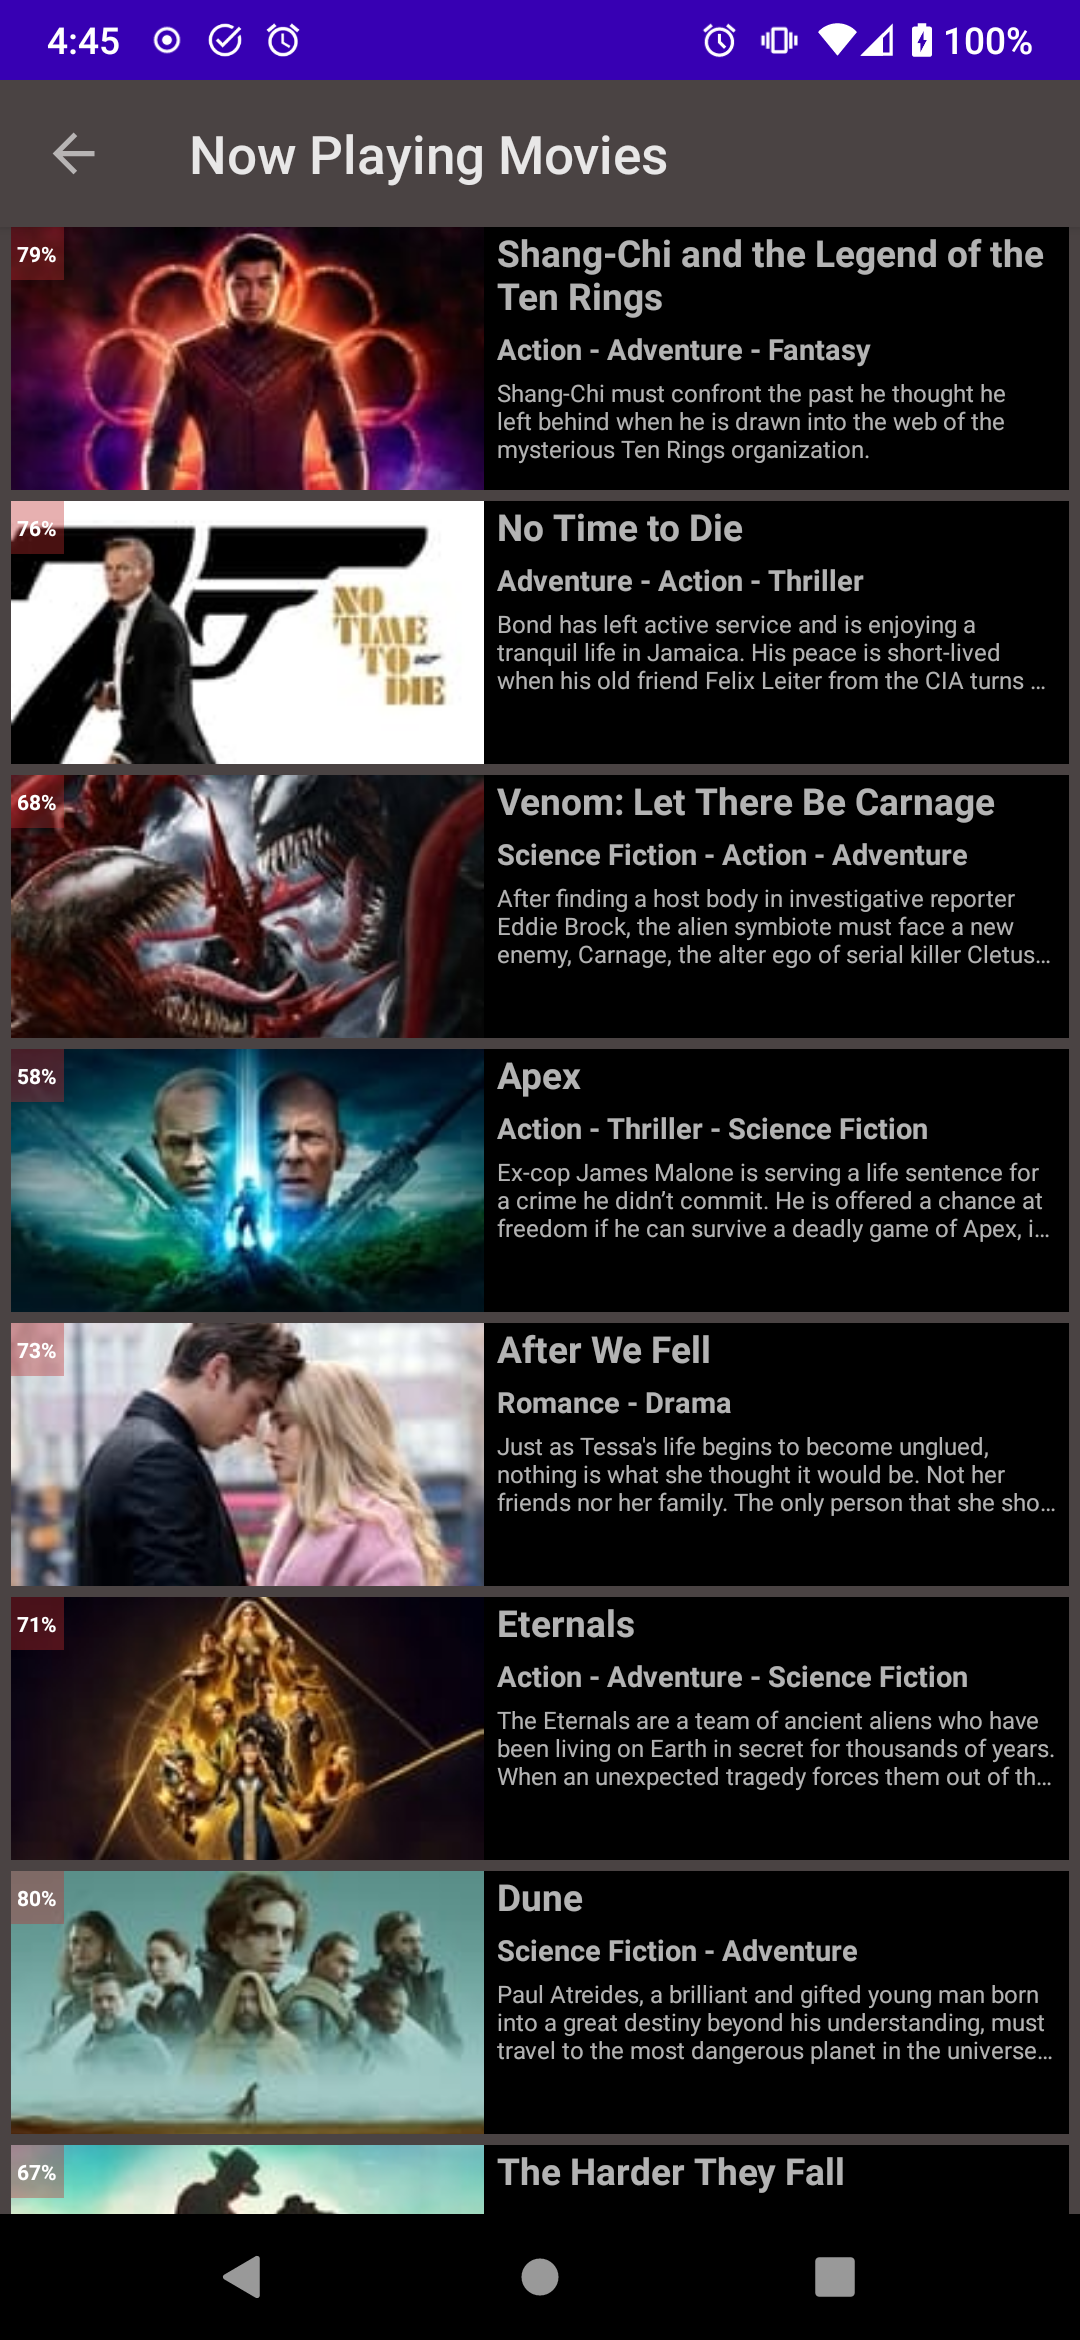 4:45
100%
Now Playing Movies
79%
Shang-Chi and the Legend of the
Ten Rings
Action - Adventure - Fantasy
Shang-Chi must confront the past he thought he
left behind when he is drawn into the web of the
mysterious Ten Rings organization.
76%
NO
TIME
TO
DIE
No Time to Die
Adventure - Action - Thriller
Bond has left active service and is enjoying a
tranquil life in Jamaica. His peace is short-lived
when his old friend Felix Leiter from the CIA turns …
68%
Venom: Let There Be Carnage
Science Fiction - Action - Adventure
After finding a host body in investigative reporter
Eddie Brock, the alien symbiote must face a new
enemy, Carnage, the alter ego of serial killer Cletus…
58%
Apex
Action - Thriller - Science Fiction
Ex-cop James Malone is serving a life sentence for
a crime he didn’t commit. He is offered a chance at
freedom if he can survive a deadly game of Apex, i…
73%
After We Fell
Romance - Drama
Just as Tessa's life begins to become unglued,
nothing is what she thought it would be. Not her
friends nor her family. The only person that she sho…
71%
Eternals
Action - Adventure - Science Fiction
The Eternals are a team of ancient aliens who have
been living on Earth in secret for thousands of years.
When an unexpected tragedy forces them out of th…
80%
Dune
Science Fiction - Adventure
Paul Atreides, a brilliant and gifted young man born
into a great destiny beyond his understanding, must
travel to the most dangerous planet in the universe…
67%
The Harder They Fall